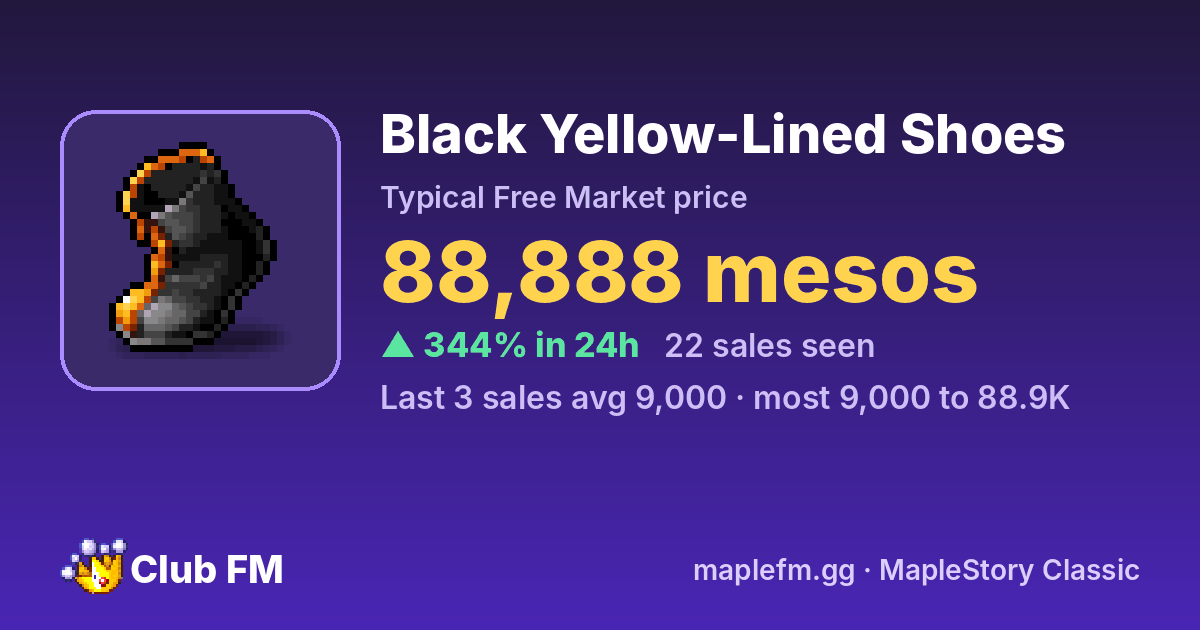 Black Yellow-Lined Shoes
Typical Free Market price
88,888 mesos
▲ 344% in 24h 22 sales seen
Last 3 sales avg 9,000 · most 9,000 to 88.9K
Club FM
maplefm.gg · MapleStory Classic